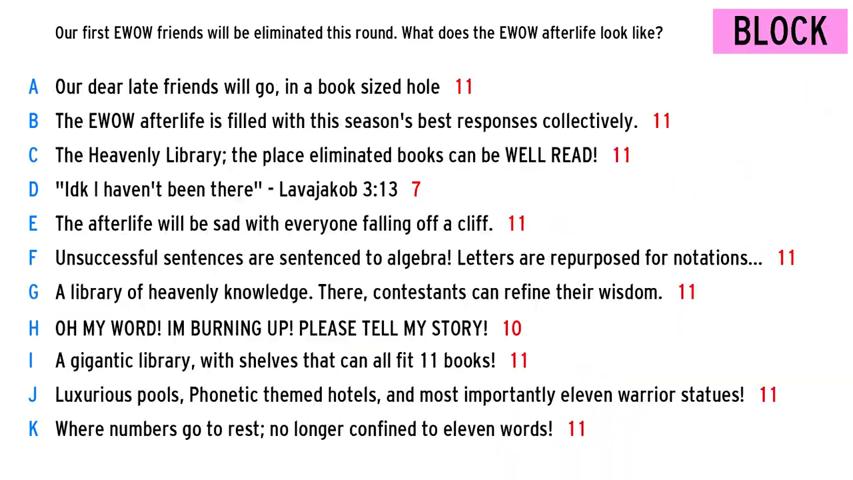 Our first EWOW friends will be eliminated this round. What does the EWOW afterlife look like?
BLOCK
A Our dear late friends will go, in a book sized hole 11
B The EWOW afterlife is filled with this season's best responses collectively. 11
C The Heavenly Library; the place eliminated books can be WELL READ! 11
D "Idk I haven't been there" - Lavajakob 3:13 7
E The afterlife will be sad with everyone falling off a cliff. 11
F Unsuccessful sentences are sentenced to algebra! Letters are repurposed for notations... 11
G A library of heavenly knowledge. There, contestants can refine their wisdom. 11
H OH MY WORD! IM BURNING UP! PLEASE TELL MY STORY! 10
I A gigantic library, with shelves that can all fit 11 books! 11
J Luxurious pools, Phonetic themed hotels, and most importantly eleven warrior statues! 11
K Where numbers go to rest; no longer confined to eleven words! 11